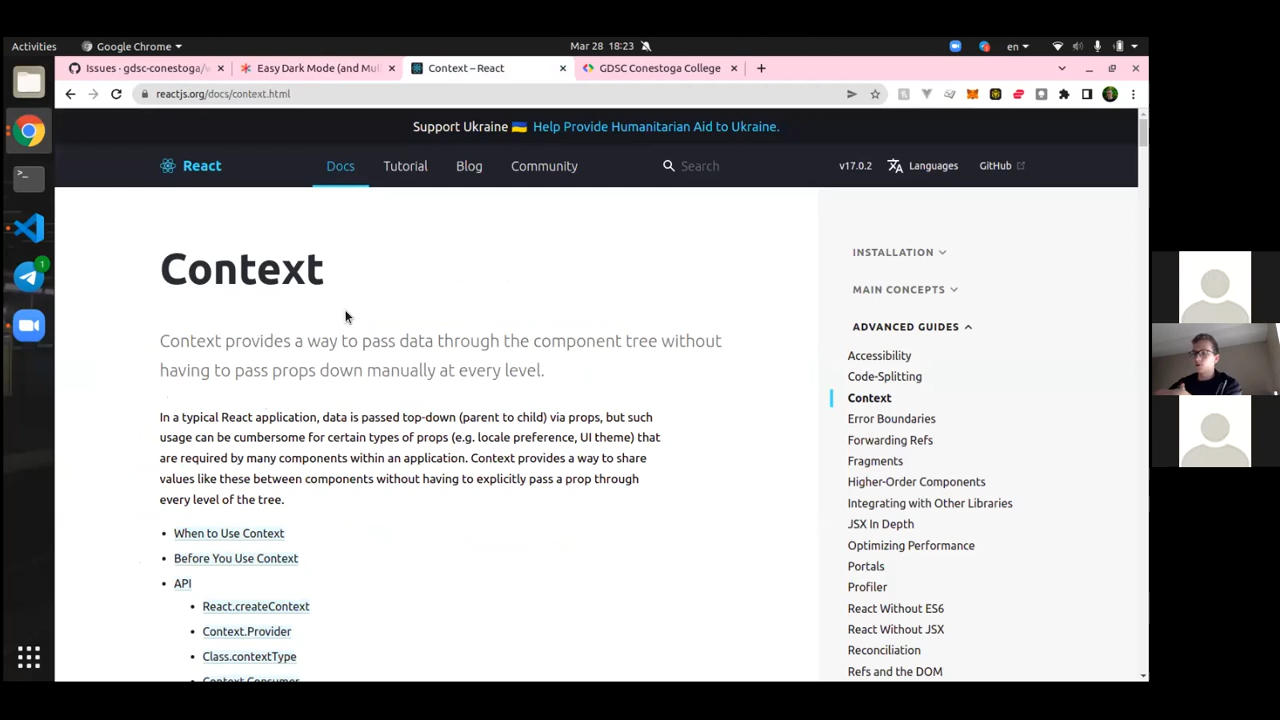 Activities
Google Chrome
Mar 28 18:23
en
Issues · gdsc-conestoga/
Easy Dark Mode (and Mul
Context – React
GDSC Conestoga College
reactjs.org/docs/context.html
Support Ukraine 🇺🇦 Help Provide Humanitarian Aid to Ukraine.
React
Docs
Tutorial
Blog
Community
Search
v17.0.2
Languages
GitHub
Context
Context provides a way to pass data through the component tree without
having to pass props down manually at every level.
In a typical React application, data is passed top-down (parent to child) via props, but such
usage can be cumbersome for certain types of props (e.g. locale preference, UI theme) that
are required by many components within an application. Context provides a way to share
values like these between components without having to explicitly pass a prop through
every level of the tree.
• When to Use Context
• Before You Use Context
• API
• React.createContext
• Context.Provider
• Class.contextType
Context.Consumer
INSTALLATION
MAIN CONCEPTS
ADVANCED GUIDES
Accessibility
Code-Splitting
Context
Error Boundaries
Forwarding Refs
Fragments
Higher-Order Components
Integrating with Other Libraries
JSX In Depth
Optimizing Performance
Portals
Profiler
React Without ES6
React Without JSX
Reconciliation
Refs and the DOM
1